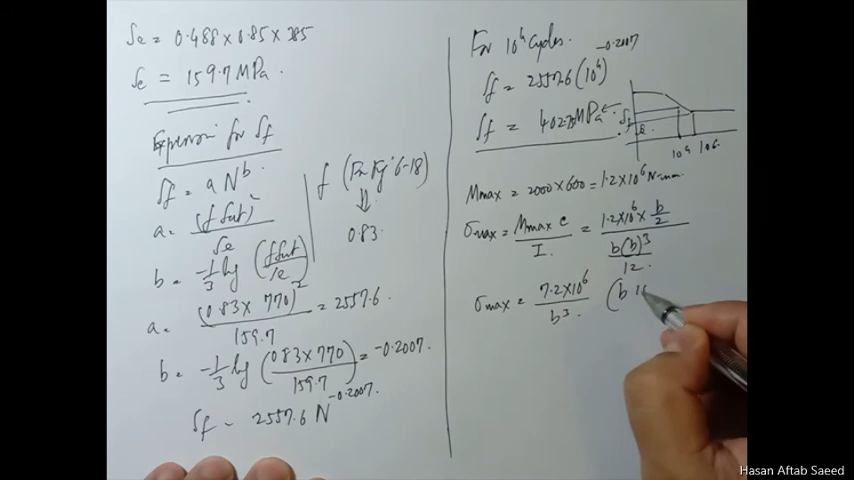 Se = 0.488 x 0.85 x 385
Se = 159.7 MPa.
Expression for Sf
Sf = a N^b.
a = (f Sut)^2 / Se
b = -1/3 log (f Sut / Se)
a = (0.83 x 770)^2 / 159.7 = 2557.6
b = -1/3 log (0.83 x 770 / 159.7) = -0.2007.
Sf = 2557.6 N^-0.2007.
f (Fig 6-18)
⇓
0.83
For 10^4 Cycles.
Sf = 2557.6 (10^4)^-0.2007
Sf = MPa ←
Sf
Se
10^4 10^6.
Mmax = 2000 x 600 = 1.2 x 10^6 N-mm.
σmax = Mmax c / I. = 1.2 x 10^6 x b/2 / b(b)^3 / 12.
σmax = 7.2 x 10^6 / b^3. (b
Hasan Aftab Saeed